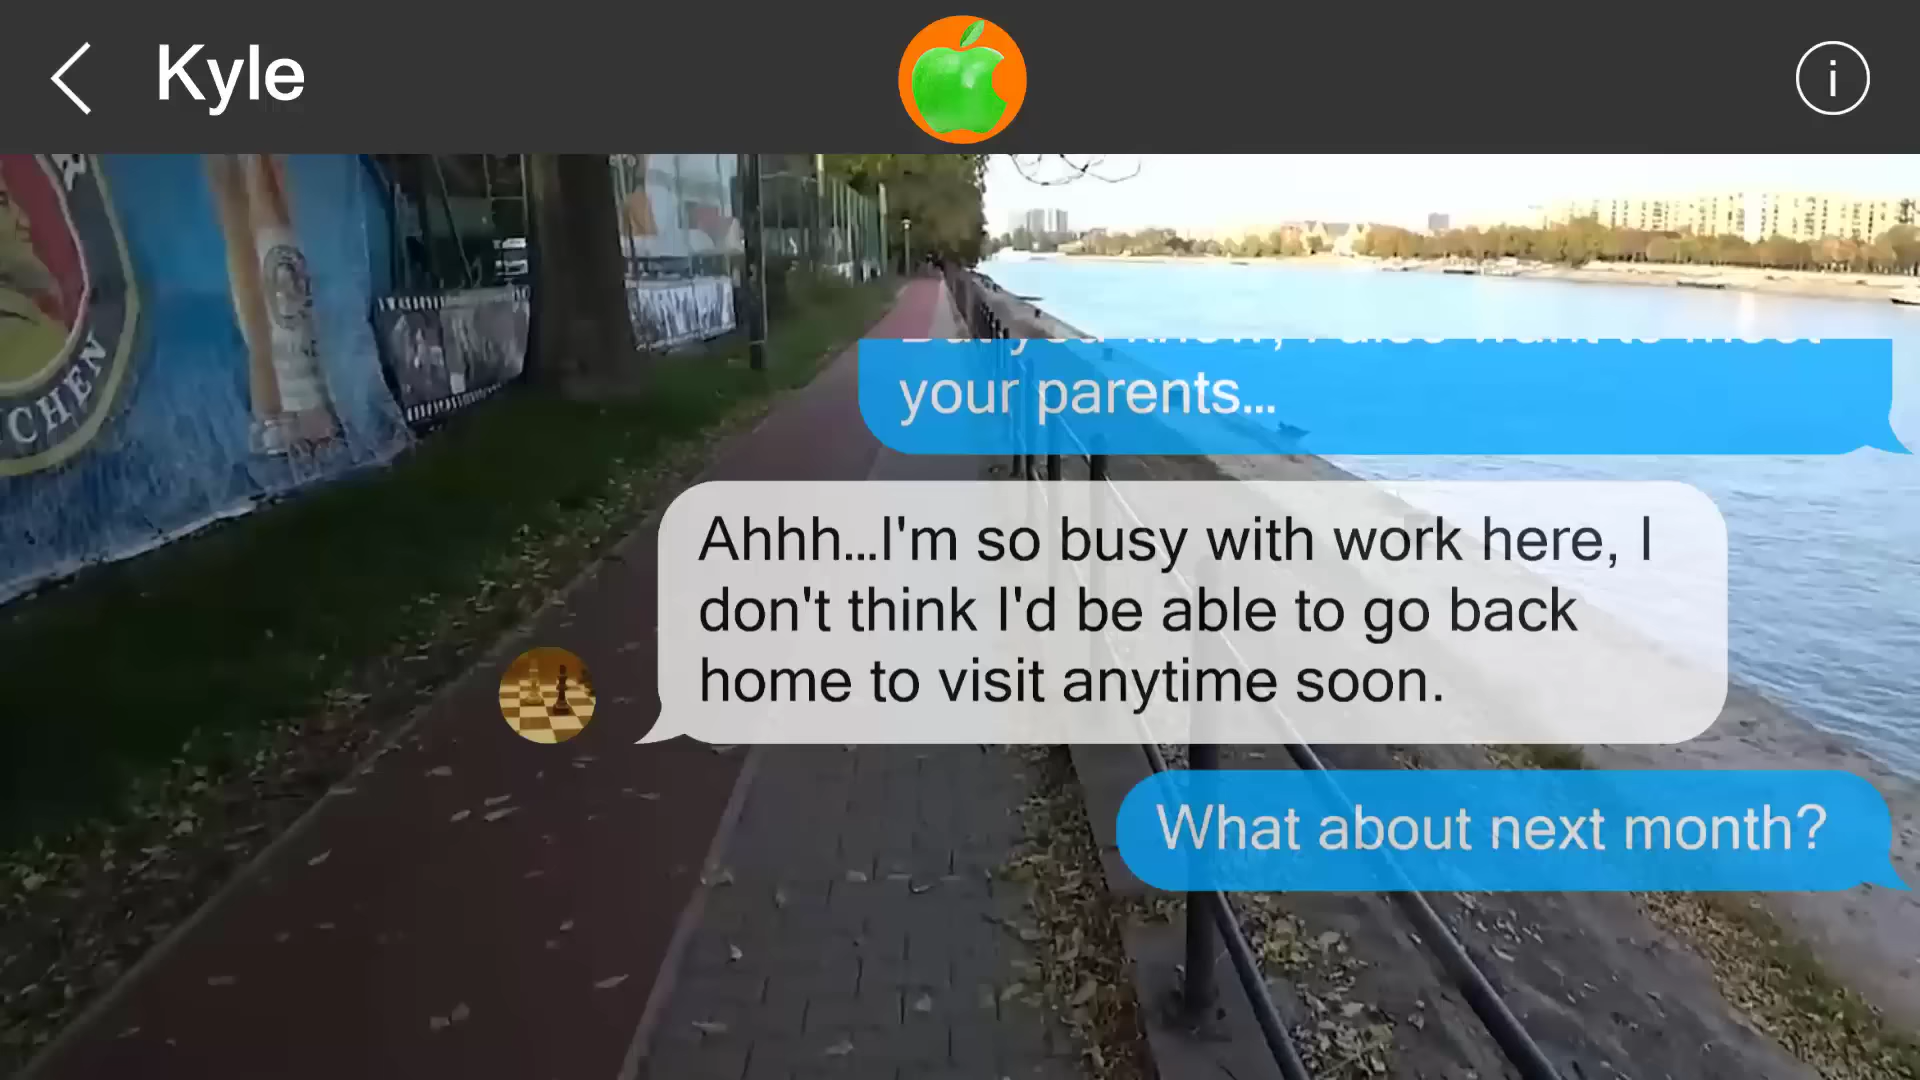 Kyle
your parents...
Ahhh...I'm so busy with work here, I
don't think I'd be able to go back
home to visit anytime soon.
What about next month?
CHEN